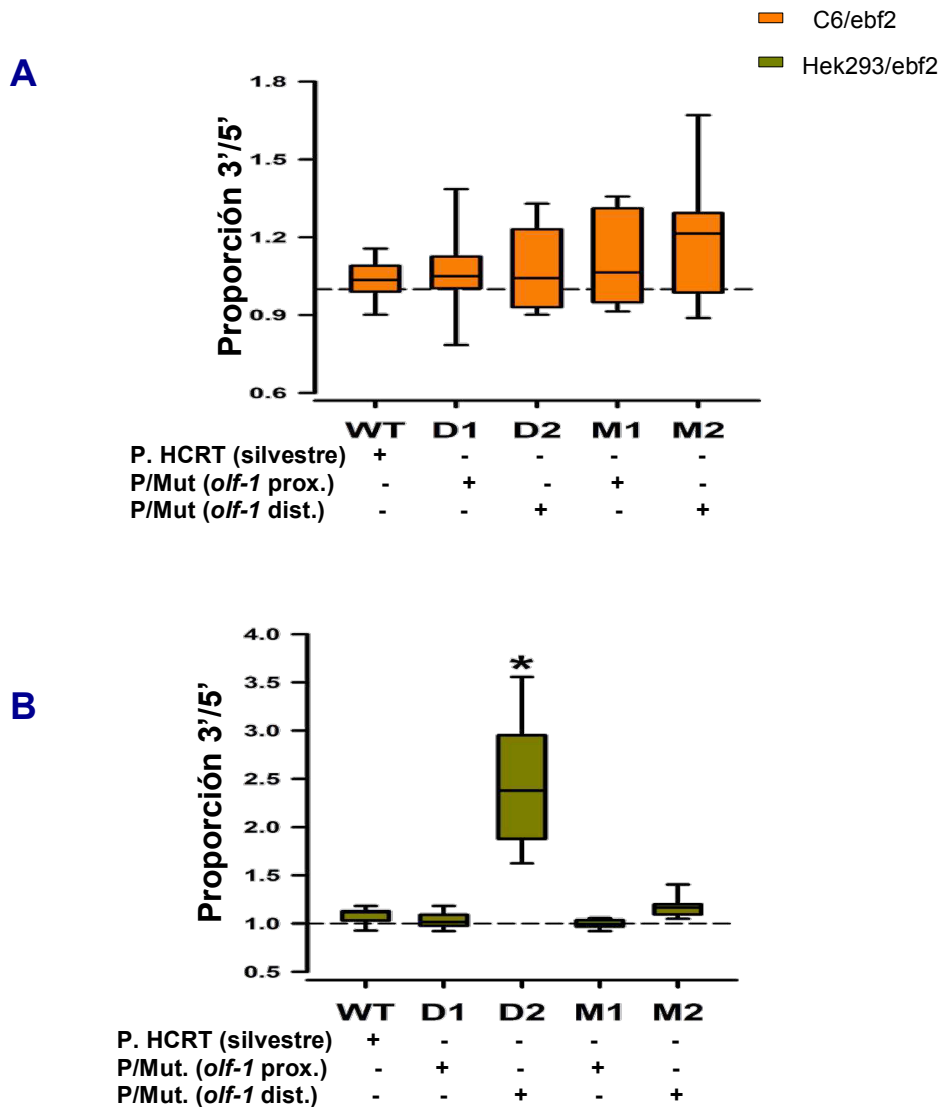 C6/ebf2
Hek293/ebf2
A
Proporción 3’/5’
1.8
1.5
1.2
0.9
0.6
WT D1 D2 M1 M2
P. HCRT (silvestre) + - - - -
P/Mut (olf-1 prox.) - + - + -
P/Mut (olf-1 dist.) - - + - +
B
Proporción 3’/5’
4.0
3.5
3.0
2.5
2.0
1.5
1.0
0.5
*
WT D1 D2 M1 M2
P. HCRT (silvestre) + - - - -
P/Mut. (olf-1 prox.) - + - + -
P/Mut. (olf-1 dist.) - - + - +